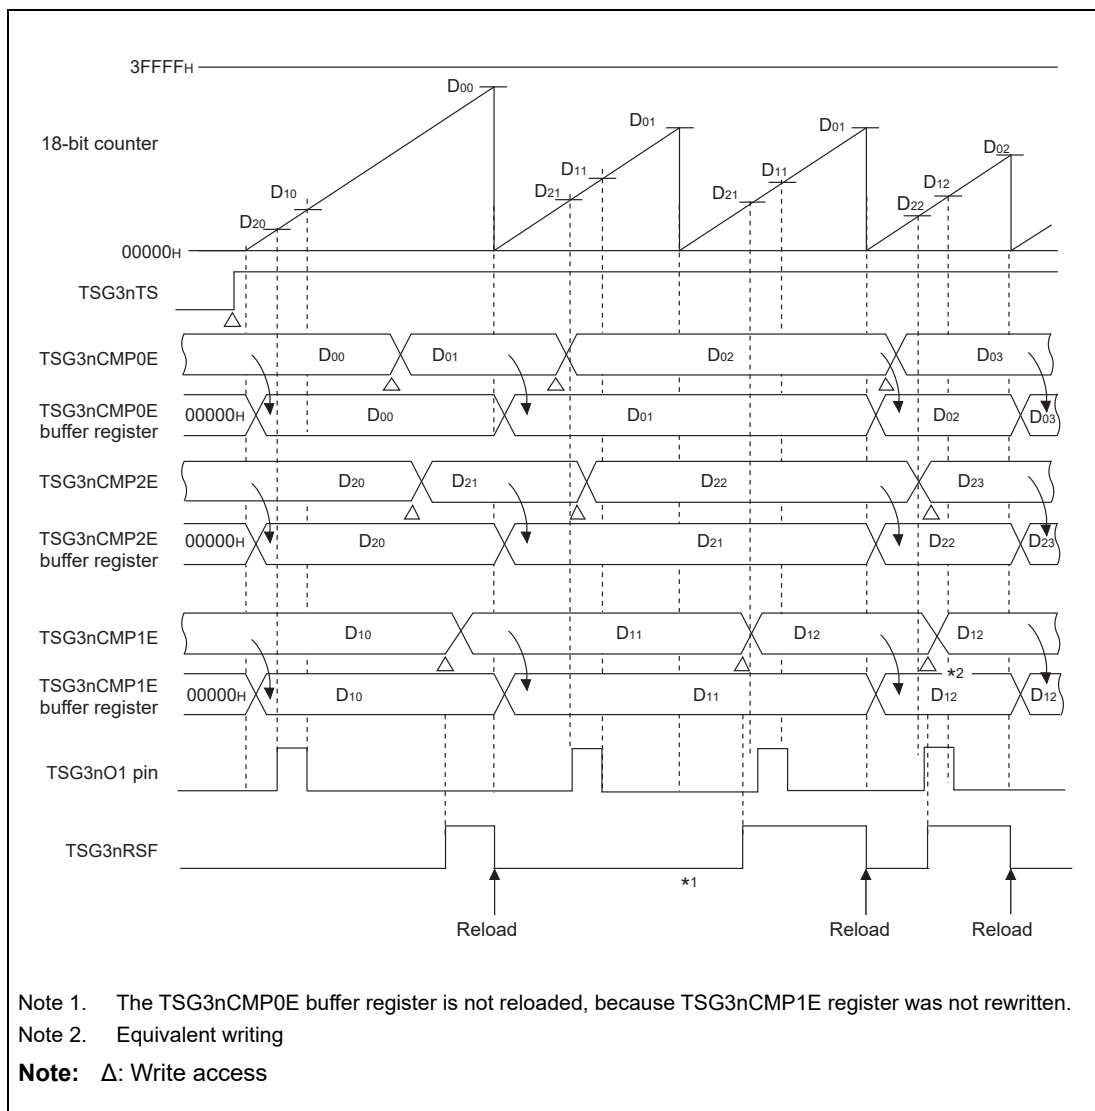 3FFFFH
D00
D01
D01
18-bit counter
D02
D11
D11
D10
D21
D21
D12
D20
D22
00000H
TSG3nTS
Δ
TSG3nCMP0E
D00
D01
D02
D03
Δ
Δ
Δ
TSG3nCMP0E
buffer register
00000H
D00
D01
D02
D03
TSG3nCMP2E
D20
D21
D22
D23
Δ
Δ
Δ
TSG3nCMP2E
buffer register
00000H
D20
D21
D22
D23
TSG3nCMP1E
D10
D11
D12
D12
Δ
Δ
Δ
*2
TSG3nCMP1E
buffer register
00000H
D10
D11
D12
D12
TSG3nO1 pin
TSG3nRSF
*1
Reload
Reload
Reload
Note 1. The TSG3nCMP0E buffer register is not reloaded, because TSG3nCMP1E register was not rewritten.
Note 2. Equivalent writing
Note: Δ: Write access